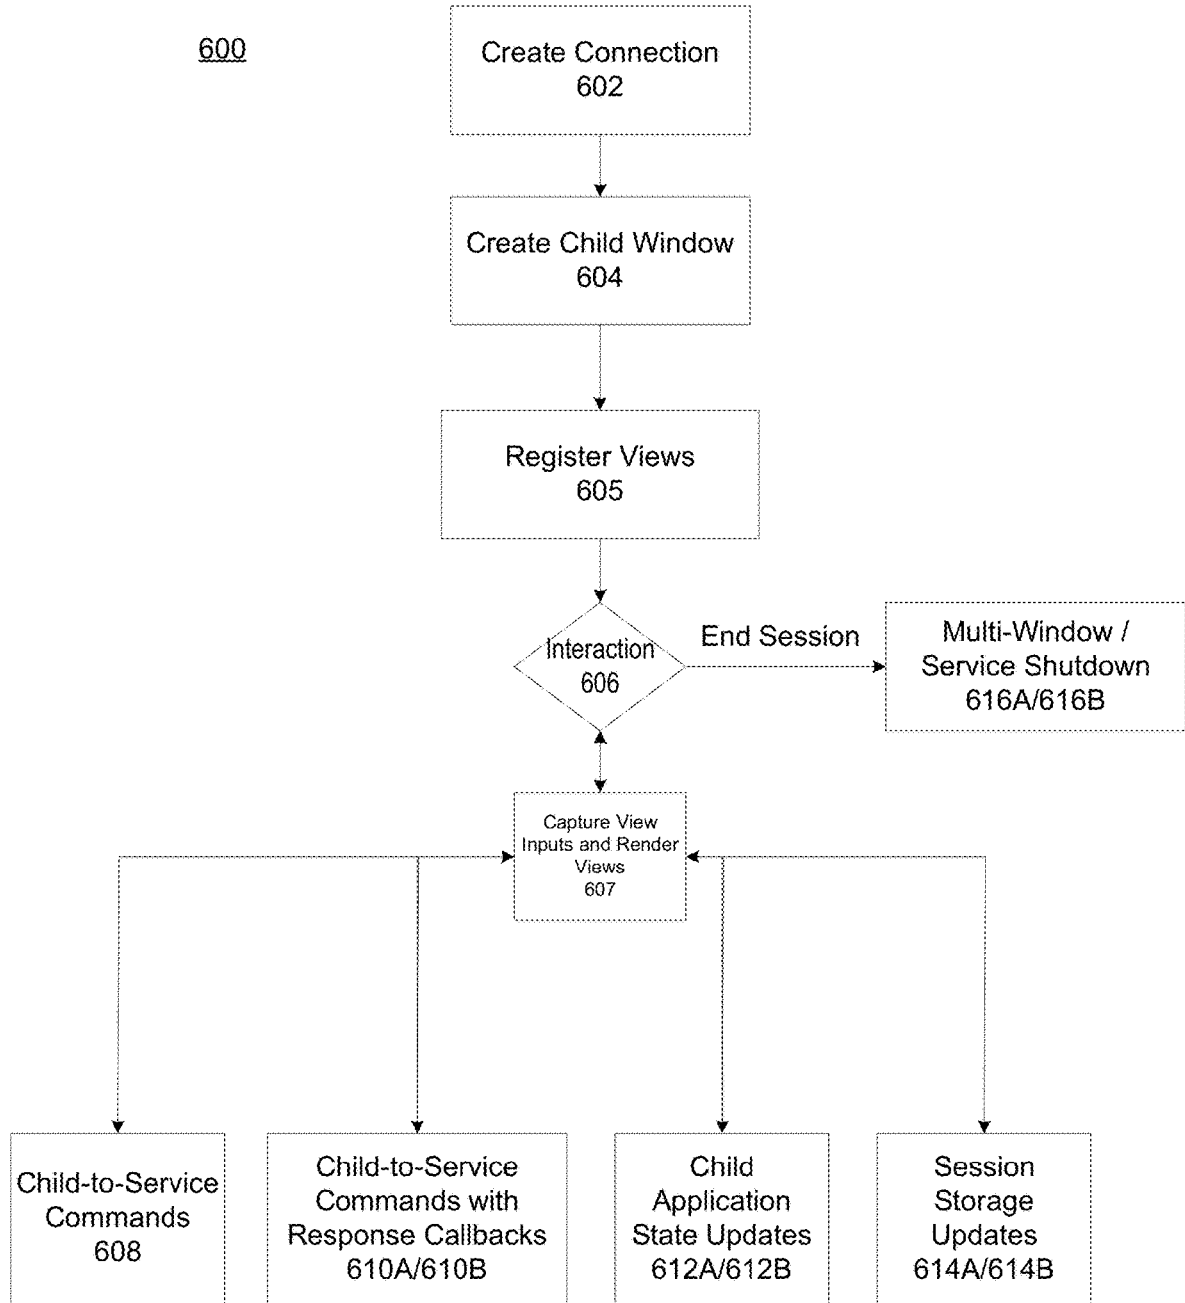 600
Create Connection
602
Create Child Window
604
Register Views
605
Interaction
606
End Session
Multi-Window /
Service Shutdown
616A/616B
Capture View
Inputs and Render
Views
607
Child-to-Service
Commands
608
Child-to-Service
Commands with
Response Callbacks
610A/610B
Child
Application
State Updates
612A/612B
Session
Storage
Updates
614A/614B